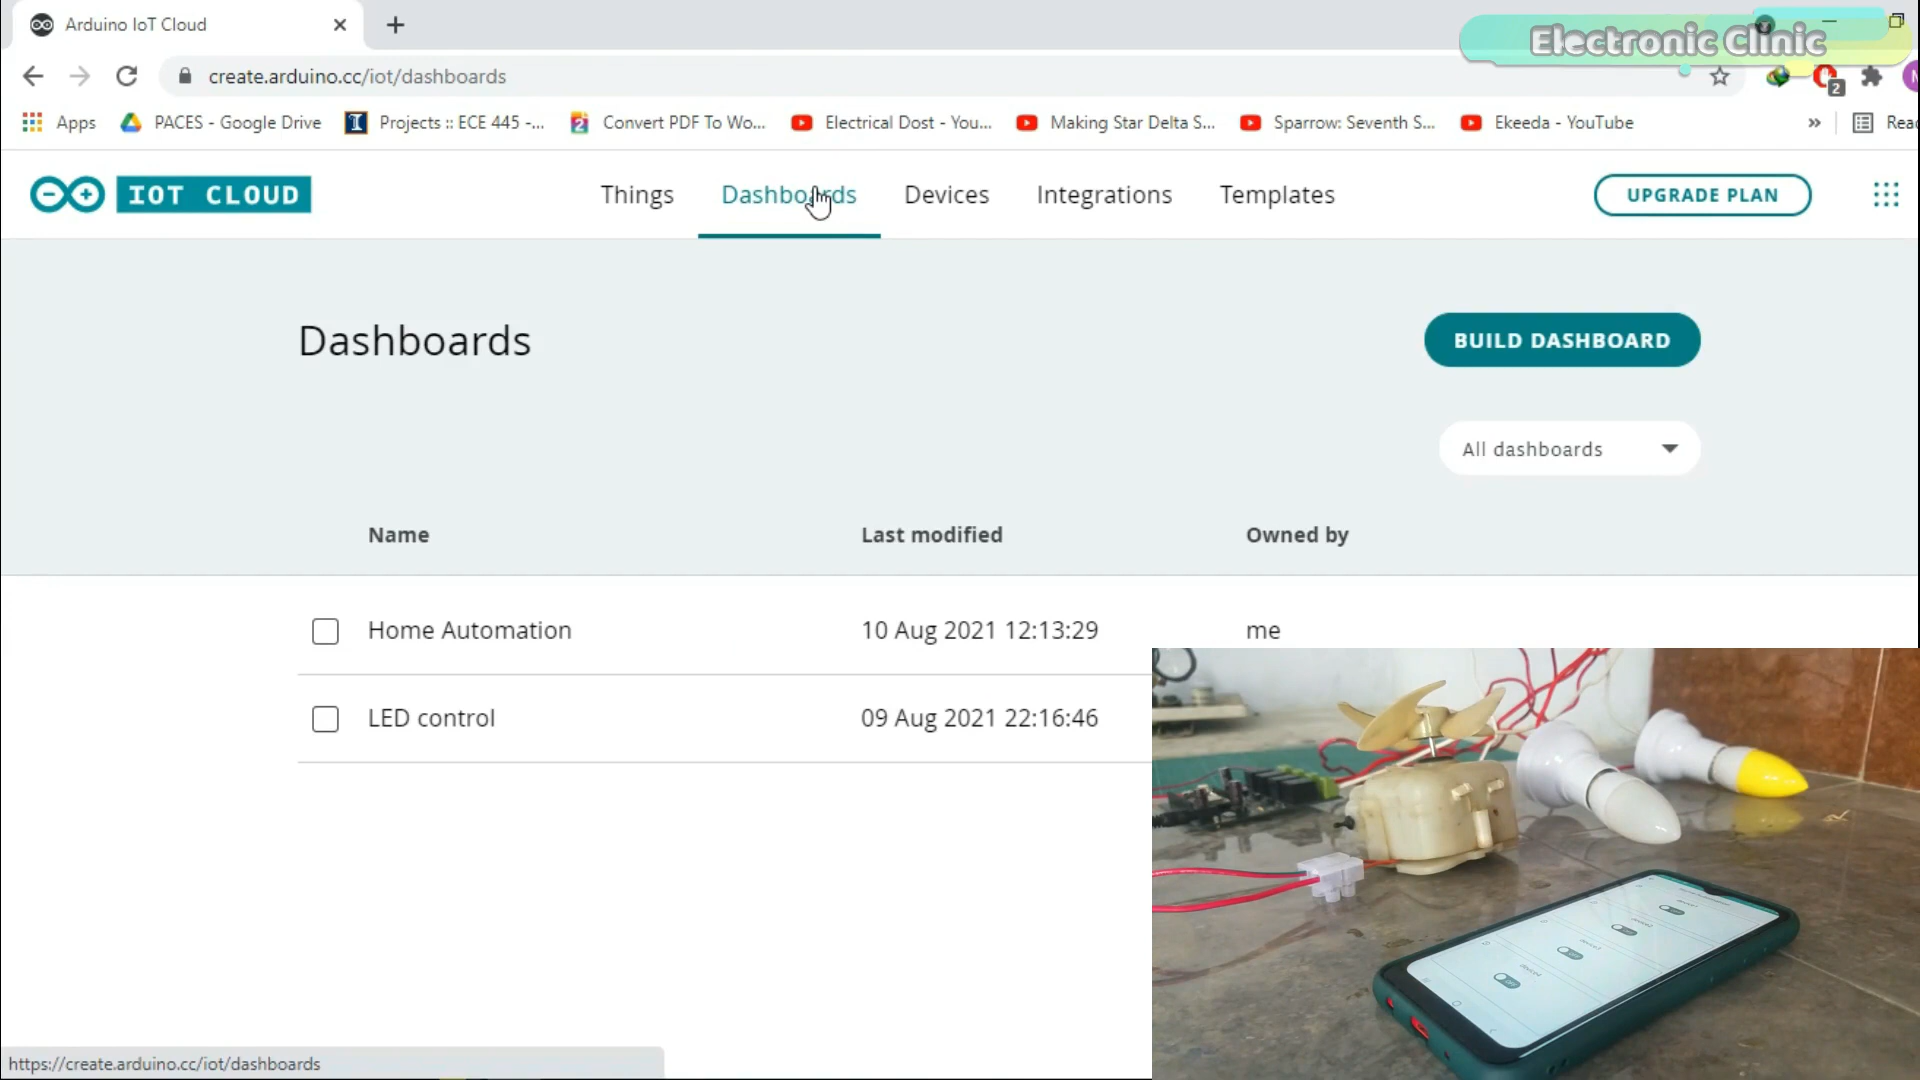 Arduino IoT Cloud
Electronic Clinic
create.arduino.cc/iot/dashboards
2
Apps
PACES - Google Drive
Projects :: ECE 445 -...
Convert PDF To Wo...
Electrical Dost - You...
Making Star Delta S...
Sparrow: Seventh S...
Ekeeda - YouTube
»
Reac
IOT CLOUD
Things
Dashboards
Devices
Integrations
Templates
UPGRADE PLAN
Dashboards
BUILD DASHBOARD
All dashboards
Name
Last modified
Owned by
Home Automation
10 Aug 2021 12:13:29
me
LED control
09 Aug 2021 22:16:46
https://create.arduino.cc/iot/dashboards